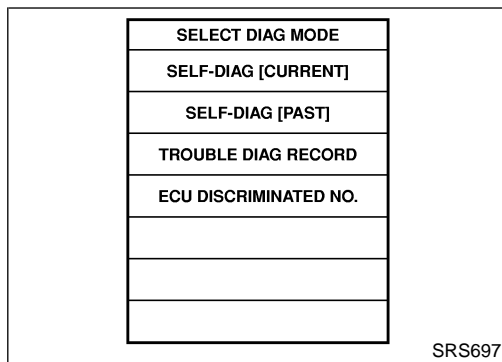 SELECT DIAG MODE
SELF-DIAG [CURRENT]
SELF-DIAG [PAST]
TROUBLE DIAG RECORD
ECU DISCRIMINATED NO.
SRS697